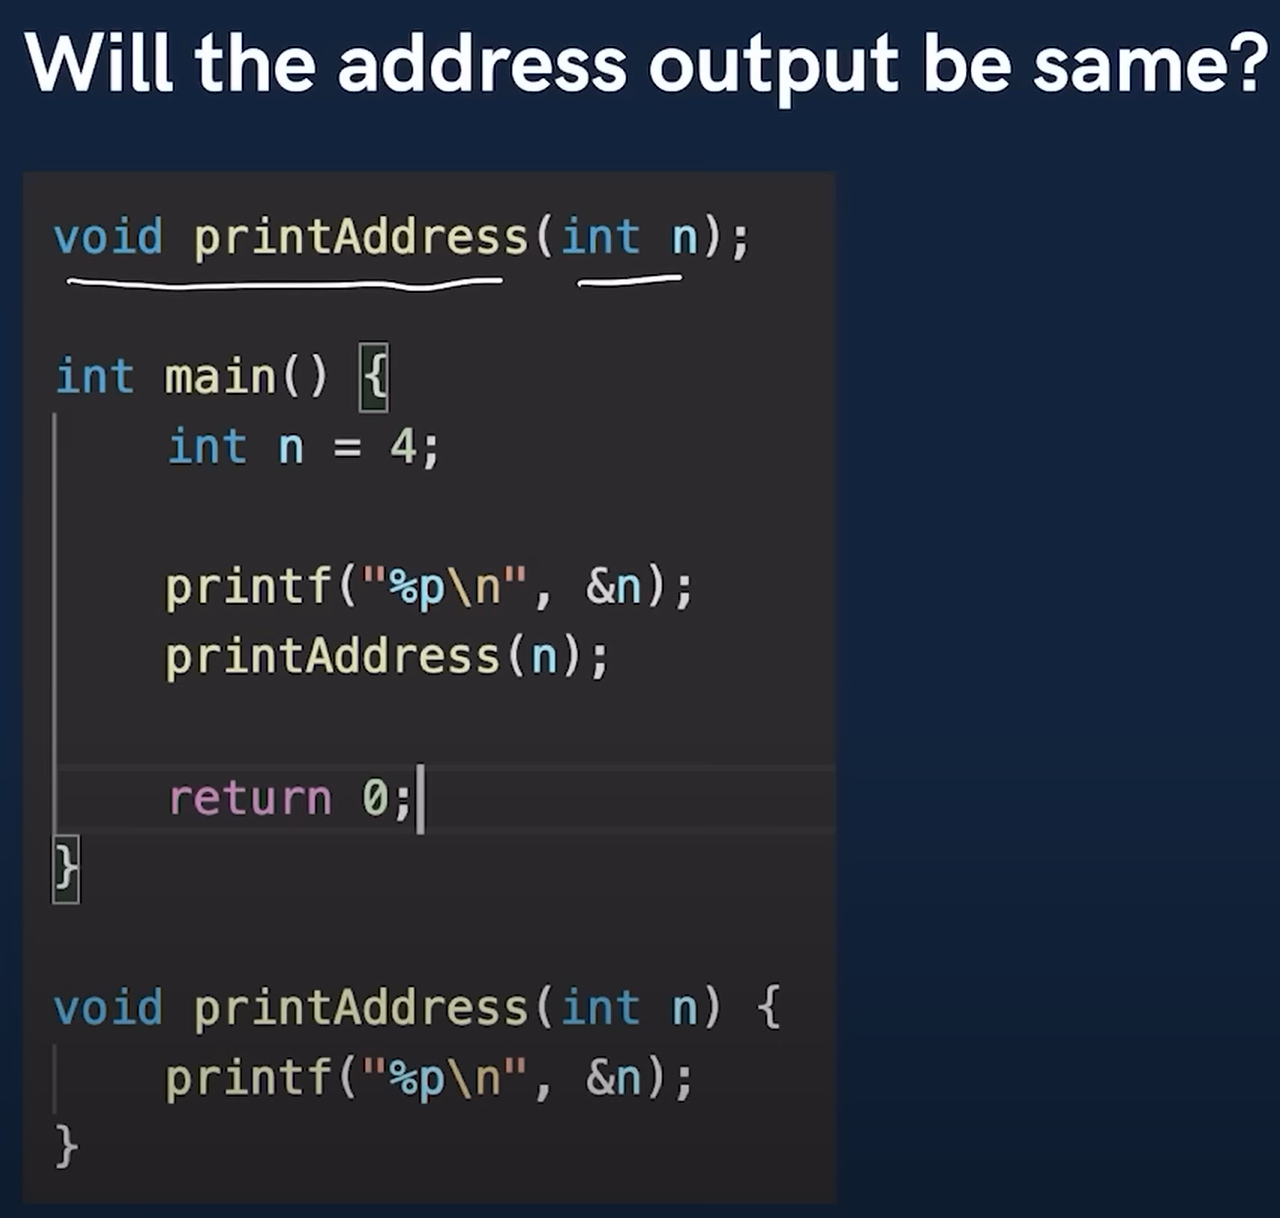 Will the address output be same?
void printAddress(int n);
int main() {
int n = 4;
printf("%p\n", &n);
printAddress(n);
return 0;
}
void printAddress(int n) {
printf("%p\n", &n);
}